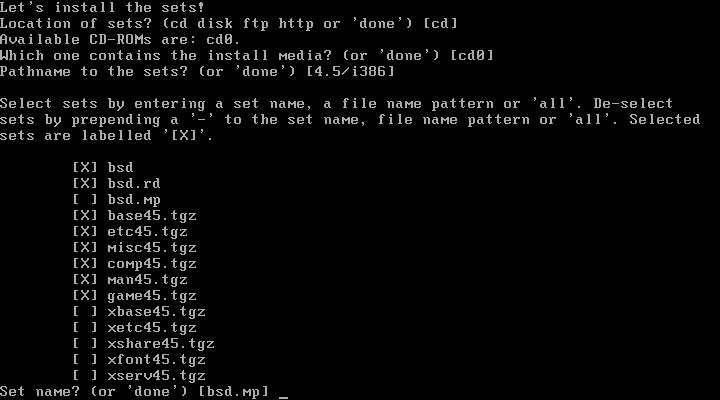 Let's install the sets!
Location of sets? (cd disk ftp http or 'done') [cd]
Available CD-ROMs are: cd0.
Which one contains the install media? (or 'done') [cd0]
Pathname to the sets? (or 'done') [4.5/i386]

Select sets by entering a set name, a file name pattern or 'all'. De-select
sets by prepending a '-' to the set name, file name pattern or 'all'. Selected
sets are labelled '[X]'.

[X] bsd
[X] bsd.rd
[ ] bsd.mp
[X] base45.tgz
[X] etc45.tgz
[X] misc45.tgz
[X] comp45.tgz
[X] man45.tgz
[X] game45.tgz
[ ] xbase45.tgz
[ ] xetc45.tgz
[ ] xshare45.tgz
[ ] xfont45.tgz
[ ] xserv45.tgz
Set name? (or 'done') [bsd.mp] _